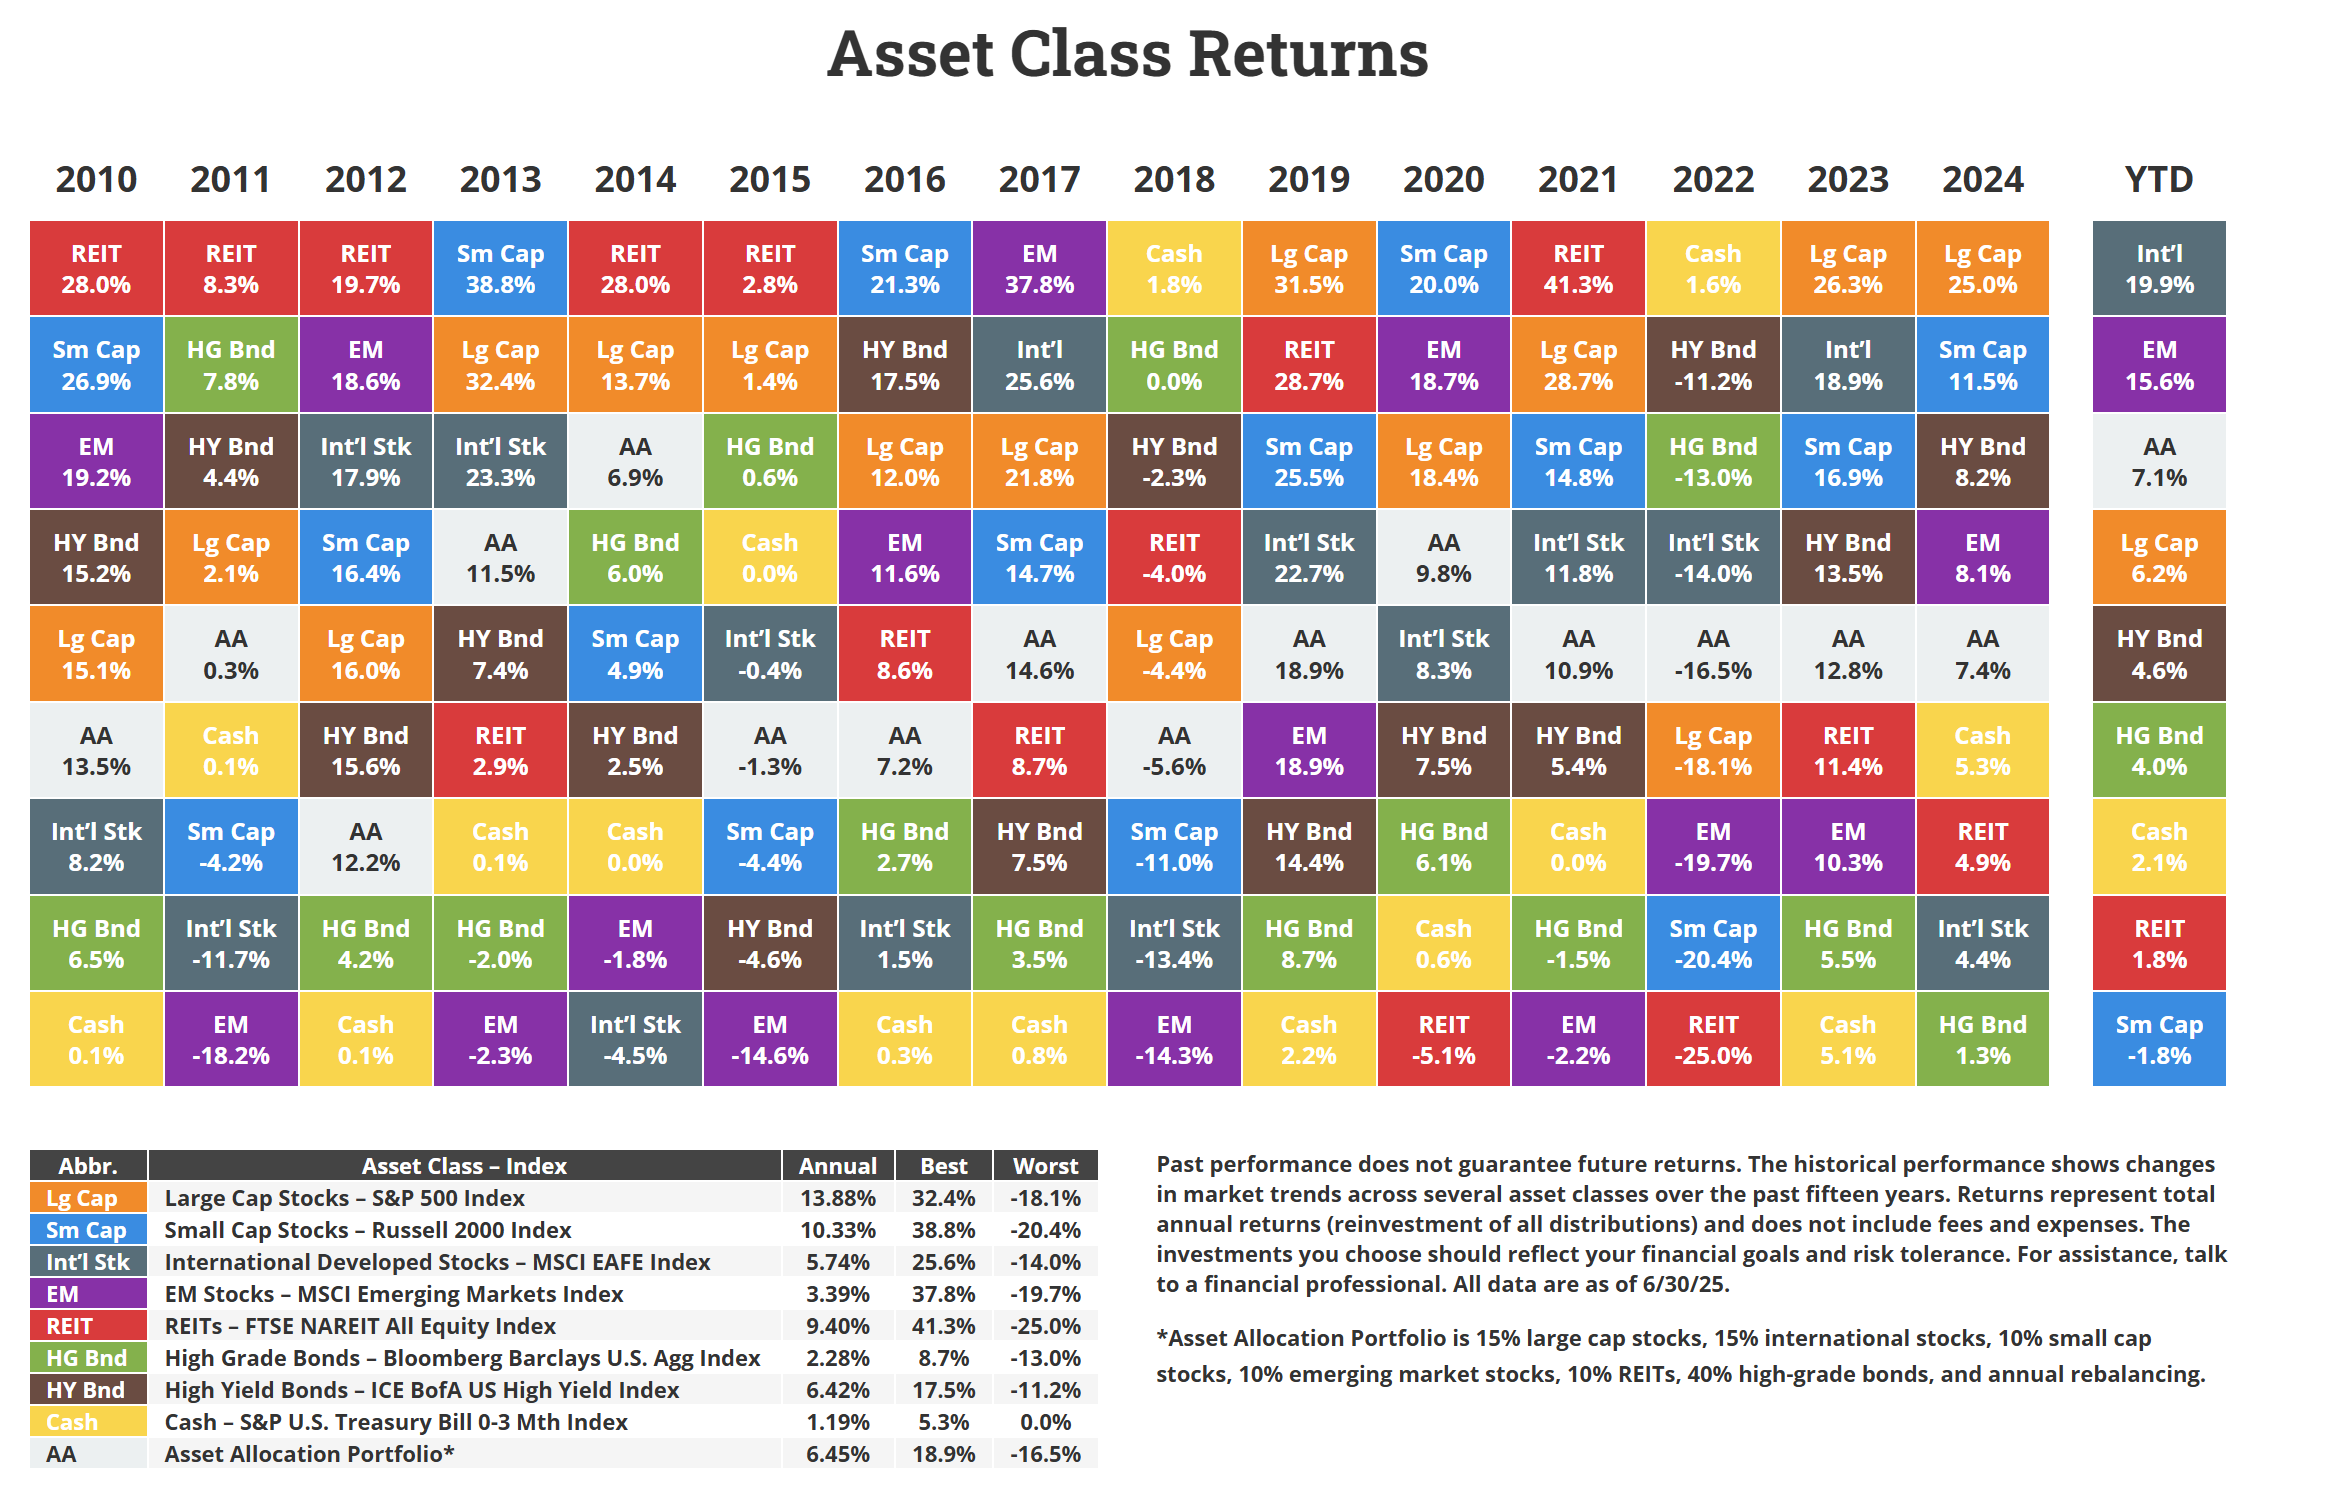 Asset Class Returns
2010 2011 2012 2013 2014 2015 2016 2017 2018 2019 2020 2021 2022 2023 2024 YTD
REIT REIT REIT Sm Cap REIT REIT Sm Cap EM Cash Lg Cap Sm Cap REIT Cash Lg Cap Lg Cap Int’l
28.0% 8.3% 19.7% 38.8% 28.0% 2.8% 21.3% 37.8% 1.8% 31.5% 20.0% 41.3% 1.6% 26.3% 25.0% 19.9%
Sm Cap HG Bnd EM Lg Cap Lg Cap Lg Cap HY Bnd Int’l HG Bnd REIT EM Lg Cap HY Bnd Int’l Sm Cap EM
26.9% 7.8% 18.6% 32.4% 13.7% 1.4% 17.5% 25.6% 0.0% 28.7% 18.7% 28.7% -11.2% 18.9% 11.5% 15.6%
EM HY Bnd Int’l Stk Int’l Stk AA HG Bnd Lg Cap Lg Cap HY Bnd Sm Cap Lg Cap Sm Cap HG Bnd Sm Cap HY Bnd AA
19.2% 4.4% 17.9% 23.3% 6.9% 0.6% 12.0% 21.8% -2.3% 25.5% 18.4% 14.8% -13.0% 16.9% 8.2% 7.1%
HY Bnd Lg Cap Sm Cap AA HG Bnd Cash EM Sm Cap REIT Int’l Stk AA Int’l Stk Int’l Stk HY Bnd EM Lg Cap
15.2% 2.1% 16.4% 11.5% 6.0% 0.0% 11.6% 14.7% -4.0% 22.7% 9.8% 11.8% -14.0% 13.5% 8.1% 6.2%
Lg Cap AA Lg Cap HY Bnd Sm Cap Int’l Stk REIT AA Lg Cap AA Int’l Stk AA AA AA AA HY Bnd
15.1% 0.3% 16.0% 7.4% 4.9% -0.4% 8.6% 14.6% -4.4% 18.9% 8.3% 10.9% -16.5% 12.8% 7.4% 4.6%
AA Cash HY Bnd REIT HY Bnd AA AA REIT AA EM HY Bnd HY Bnd Lg Cap REIT Cash HG Bnd
13.5% 0.1% 15.6% 2.9% 2.5% -1.3% 7.2% 8.7% -5.6% 18.9% 7.5% 5.4% -18.1% 11.4% 5.3% 4.0%
Int’l Stk Sm Cap AA Cash Cash Sm Cap HG Bnd HY Bnd Sm Cap HY Bnd HG Bnd Cash EM EM REIT Cash
8.2% -4.2% 12.2% 0.1% 0.0% -4.4% 2.7% 7.5% -11.0% 14.4% 6.1% 0.0% -19.7% 10.3% 4.9% 2.1%
HG Bnd Int’l Stk HG Bnd HG Bnd EM HY Bnd Int’l Stk HG Bnd Int’l Stk HG Bnd Cash HG Bnd Sm Cap HG Bnd Int’l Stk REIT
6.5% -11.7% 4.2% -2.0% -1.8% -4.6% 1.5% 3.5% -13.4% 8.7% 0.6% -1.5% -20.4% 5.5% 4.4% 1.8%
Cash EM Cash EM Int’l Stk EM Cash Cash EM Cash REIT EM REIT Cash HG Bnd Sm Cap
0.1% -18.2% 0.1% -2.3% -4.5% -14.6% 0.3% 0.8% -14.3% 2.2% -5.1% -2.2% -25.0% 5.1% 1.3% -1.8%
Abbr. Asset Class – Index Annual Best Worst
Lg Cap Large Cap Stocks – S&P 500 Index 13.88% 32.4% -18.1%
Sm Cap Small Cap Stocks – Russell 2000 Index 10.33% 38.8% -20.4%
Int’l Stk International Developed Stocks – MSCI EAFE Index 5.74% 25.6% -14.0%
EM EM Stocks – MSCI Emerging Markets Index 3.39% 37.8% -19.7%
REIT REITs – FTSE NAREIT All Equity Index 9.40% 41.3% -25.0%
HG Bnd High Grade Bonds – Bloomberg Barclays U.S. Agg Index 2.28% 8.7% -13.0%
HY Bnd High Yield Bonds – ICE BofA US High Yield Index 6.42% 17.5% -11.2%
Cash Cash – S&P U.S. Treasury Bill 0-3 Mth Index 1.19% 5.3% 0.0%
AA Asset Allocation Portfolio* 6.45% 18.9% -16.5%
Past performance does not guarantee future returns. The historical performance shows changes
in market trends across several asset classes over the past fifteen years. Returns represent total
annual returns (reinvestment of all distributions) and does not include fees and expenses. The
investments you choose should reflect your financial goals and risk tolerance. For assistance, talk
to a financial professional. All data are as of 6/30/25.
*Asset Allocation Portfolio is 15% large cap stocks, 15% international stocks, 10% small cap
stocks, 10% emerging market stocks, 10% REITs, 40% high-grade bonds, and annual rebalancing.